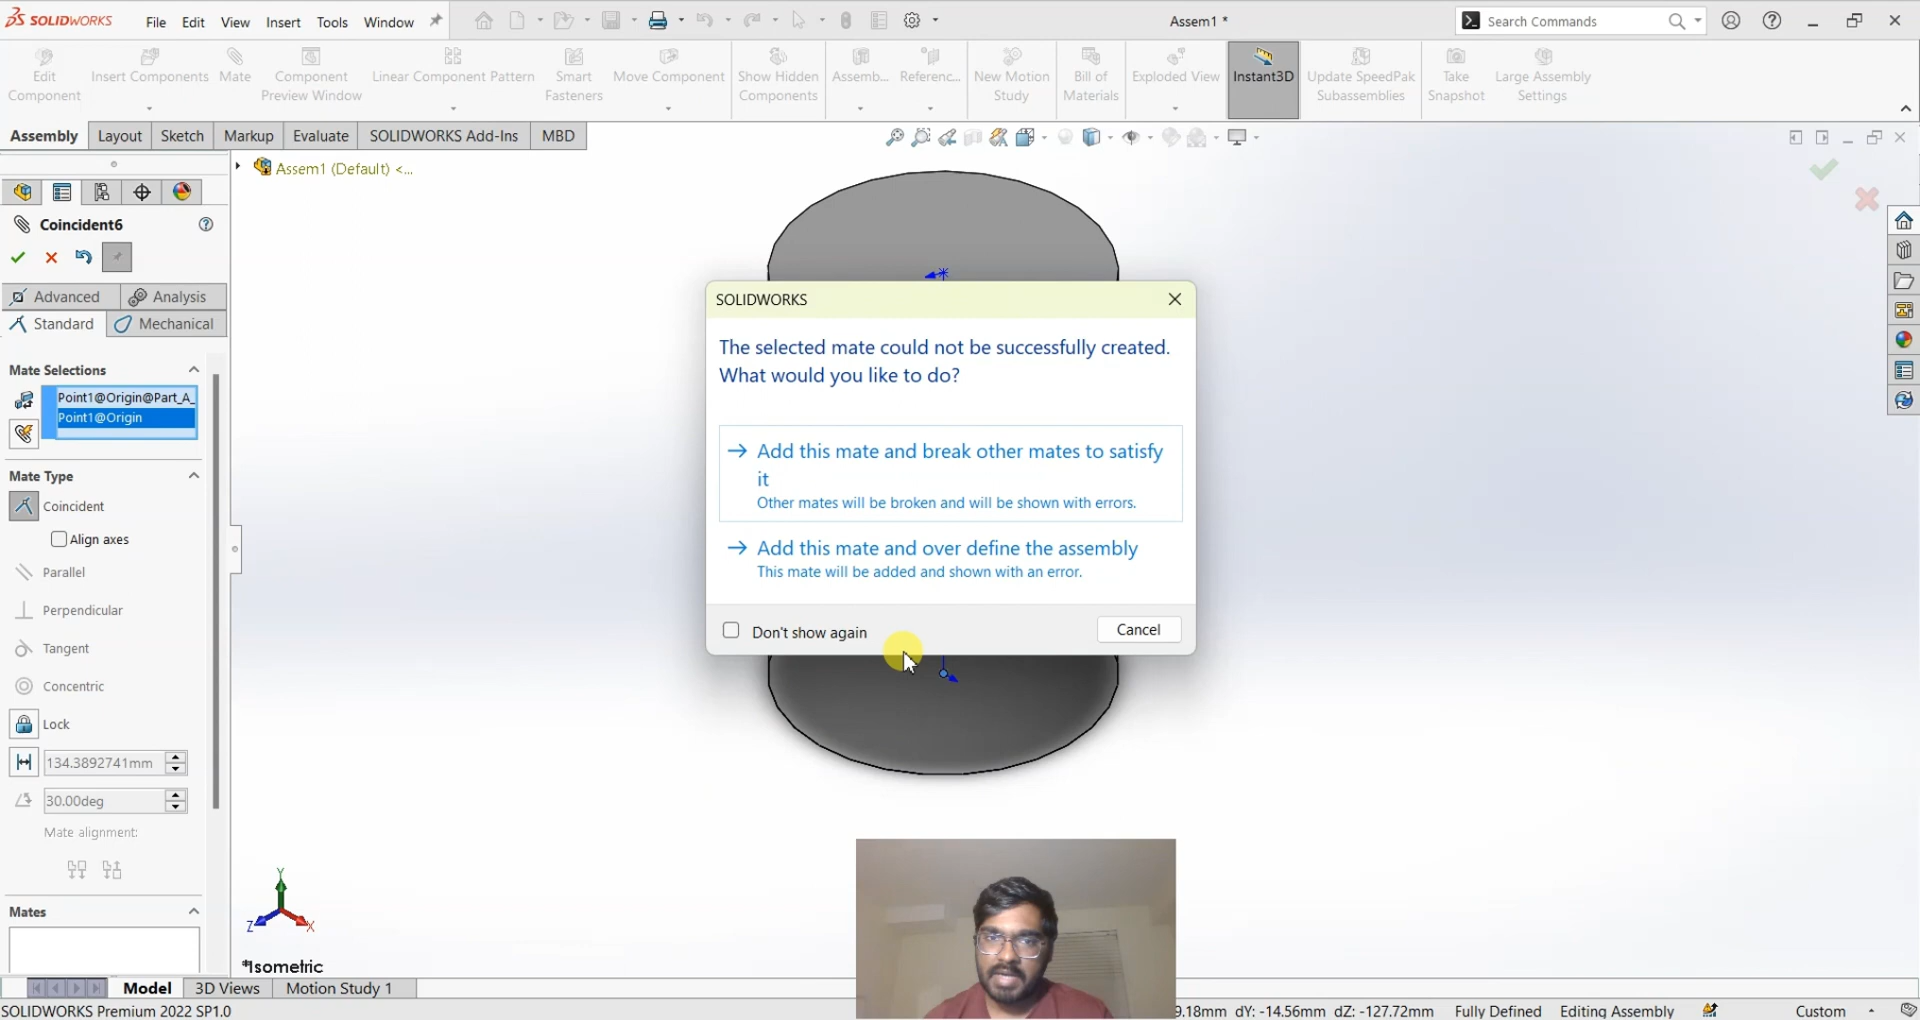 SOLIDWORKS File Edit View Insert Tools Window Assem1 * Search Commands
Edit Component Insert Components Mate Component Preview Window Linear Component Pattern Smart Fasteners Move Component Show Hidden Components Assemb... Referenc... New Motion Study Bill of Materials Exploded View Instant3D Update SpeedPak Subassemblies Take Snapshot Large Assembly Settings
Assembly Layout Sketch Markup Evaluate SOLIDWORKS Add-Ins MBD
Assem1 (Default) <...
Coincident6
Advanced Analysis
Standard Mechanical
Mate Selections
Point1@Origin@Part_A_
Point1@Origin
Mate Type
Coincident
Align axes
Parallel
Perpendicular
Tangent
Concentric
Lock
134.3892741mm
30.00deg
Mate alignment:
Mates
SOLIDWORKS
The selected mate could not be successfully created.
What would you like to do?
Add this mate and break other mates to satisfy
it
Other mates will be broken and will be shown with errors.
Add this mate and over define the assembly
This mate will be added and shown with an error.
Don't show again Cancel
Y
Z X
*Isometric
Model 3D Views Motion Study 1
SOLIDWORKS Premium 2022 SP1.0 9.18mm dY: -14.56mm dZ: -127.72mm Fully Defined Editing Assembly Custom